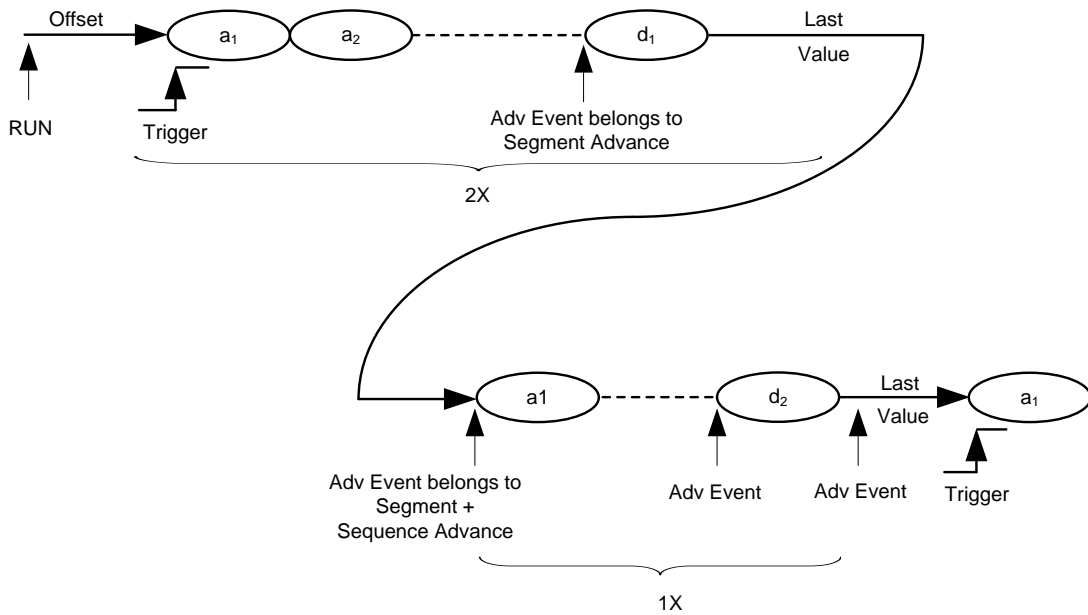 Offset
a1
a2
d1
Last
Value
RUN
Trigger
Adv Event belongs to
Segment Advance
2X
a1
d2
Last
Value
a1
Adv Event belongs to
Segment +
Sequence Advance
Adv Event
Adv Event
Trigger
1X